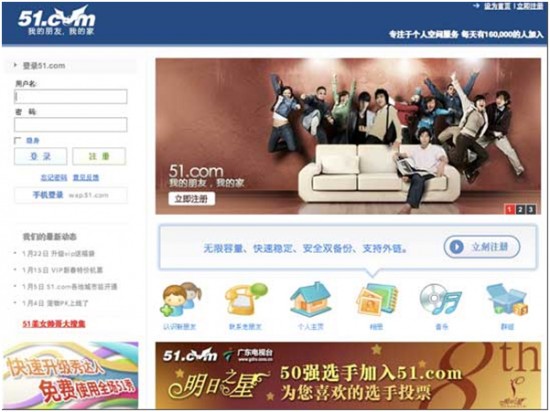 设为首页 | 立即注册
51.com
我的朋友,我的家
专注于个人空间服务 每天有160,000的人加入
登录51.com
用户名:
密 码:
隐身
登录 注册
忘记密码 意见反馈
手机登录 wap.51.com
51.com
我的朋友,我的家
立即注册
1 2 3
无限容量、快速稳定、安全双备份、支持外链。
立刻注册
我们的最新动态
1月22日 升级vip送福袋
1月15日 VIP新春特价机票
1月5日 51.com各地城市区开通
1月4日 宠物PK上线了
51美女帅哥大搜集
认识新朋友
联系老朋友
个人主页
相册
音乐
群组
快速升级秀达人
免费使用全场51秀
51.com 广东电视台
明日之星
50强选手加入51.com
为您喜欢的选手投票
8th